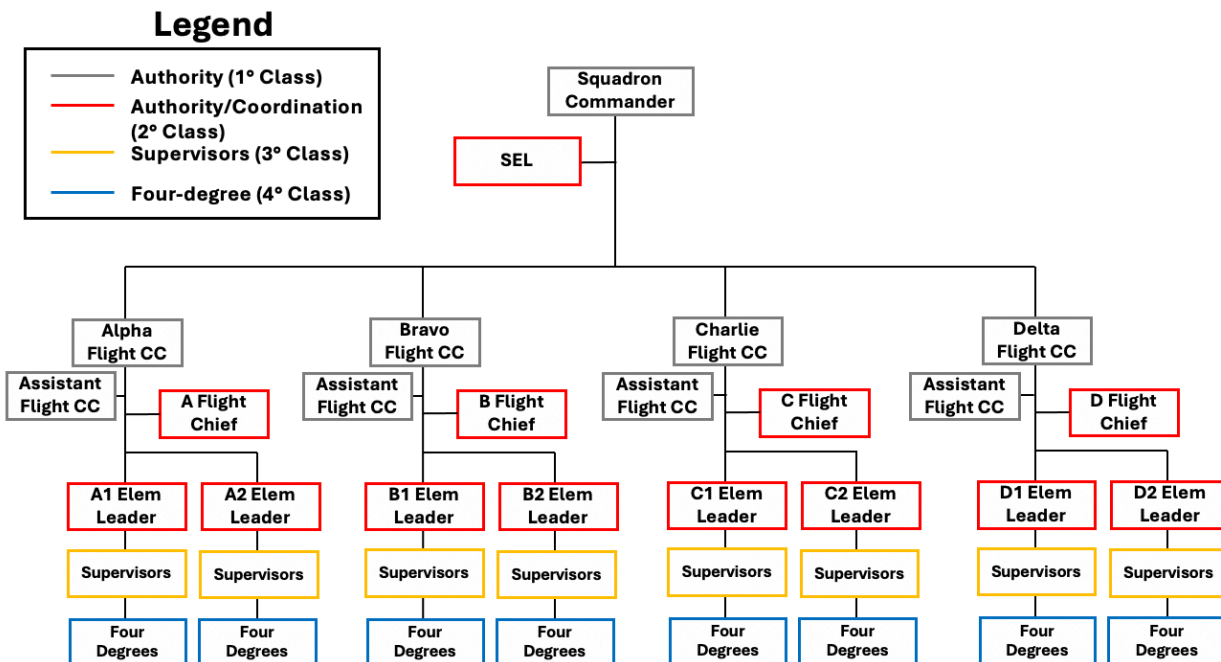 Legend
Authority (1° Class)
Authority/Coordination
(2° Class)
Supervisors (3° Class)
Four-degree (4° Class)
Squadron
Commander
SEL
Alpha
Flight CC
Bravo
Flight CC
Charlie
Flight CC
Delta
Flight CC
Assistant
Flight CC
A Flight
Chief
Assistant
Flight CC
B Flight
Chief
Assistant
Flight CC
C Flight
Chief
Assistant
Flight CC
D Flight
Chief
A1 Elem
Leader
A2 Elem
Leader
B1 Elem
Leader
B2 Elem
Leader
C1 Elem
Leader
C2 Elem
Leader
D1 Elem
Leader
D2 Elem
Leader
Supervisors
Supervisors
Supervisors
Supervisors
Supervisors
Supervisors
Supervisors
Supervisors
Four
Degrees
Four
Degrees
Four
Degrees
Four
Degrees
Four
Degrees
Four
Degrees
Four
Degrees
Four
Degrees